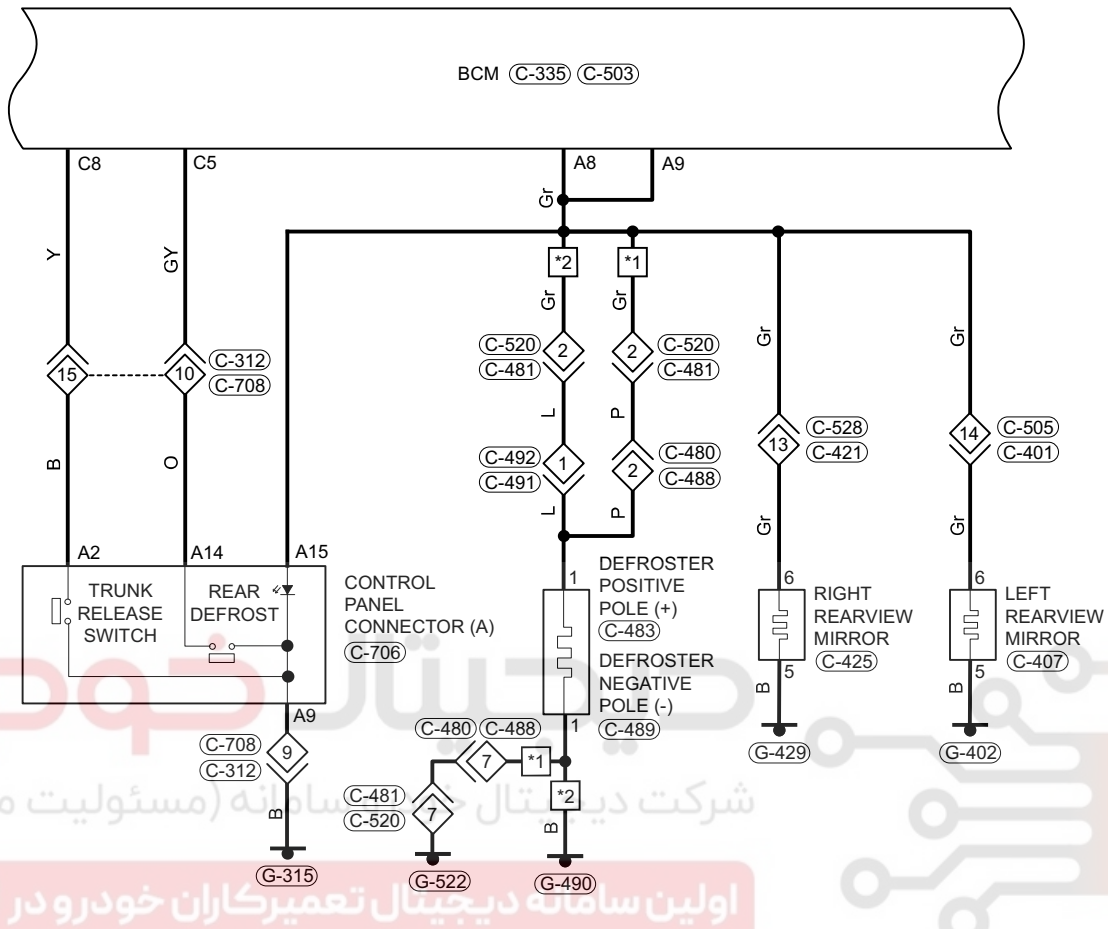 BCM C-335 C-503
C8
C5
A8
A9
Gr
Y
GY
*2
*1
Gr
Gr
Gr
Gr
C-520
C-481
2
2
C-520
C-481
15
10
C-312
C-708
L
P
13
C-528
C-421
14
C-505
C-401
B
O
C-492
C-491
1
2
C-480
C-488
L
P
Gr
Gr
A2
A14
A15
TRUNK
RELEASE
SWITCH
REAR
DEFROST
CONTROL
PANEL
CONNECTOR (A)
C-706
1
DEFROSTER
POSITIVE
POLE (+)
C-483
DEFROSTER
NEGATIVE
POLE (-)
C-489
1
6
RIGHT
REARVIEW
MIRROR
C-425
5
B
G-429
6
LEFT
REARVIEW
MIRROR
C-407
5
B
G-402
A9
C-708
C-312
9
B
G-315
C-480 C-488
7
*1
*2
C-481
C-520
7
B
G-522
G-490
دیجیتال خود
شرکت دیجیتال خودرو سامانه (مسئولیت
اولین سامانه دیجیتال تعمیرکاران خودرو در